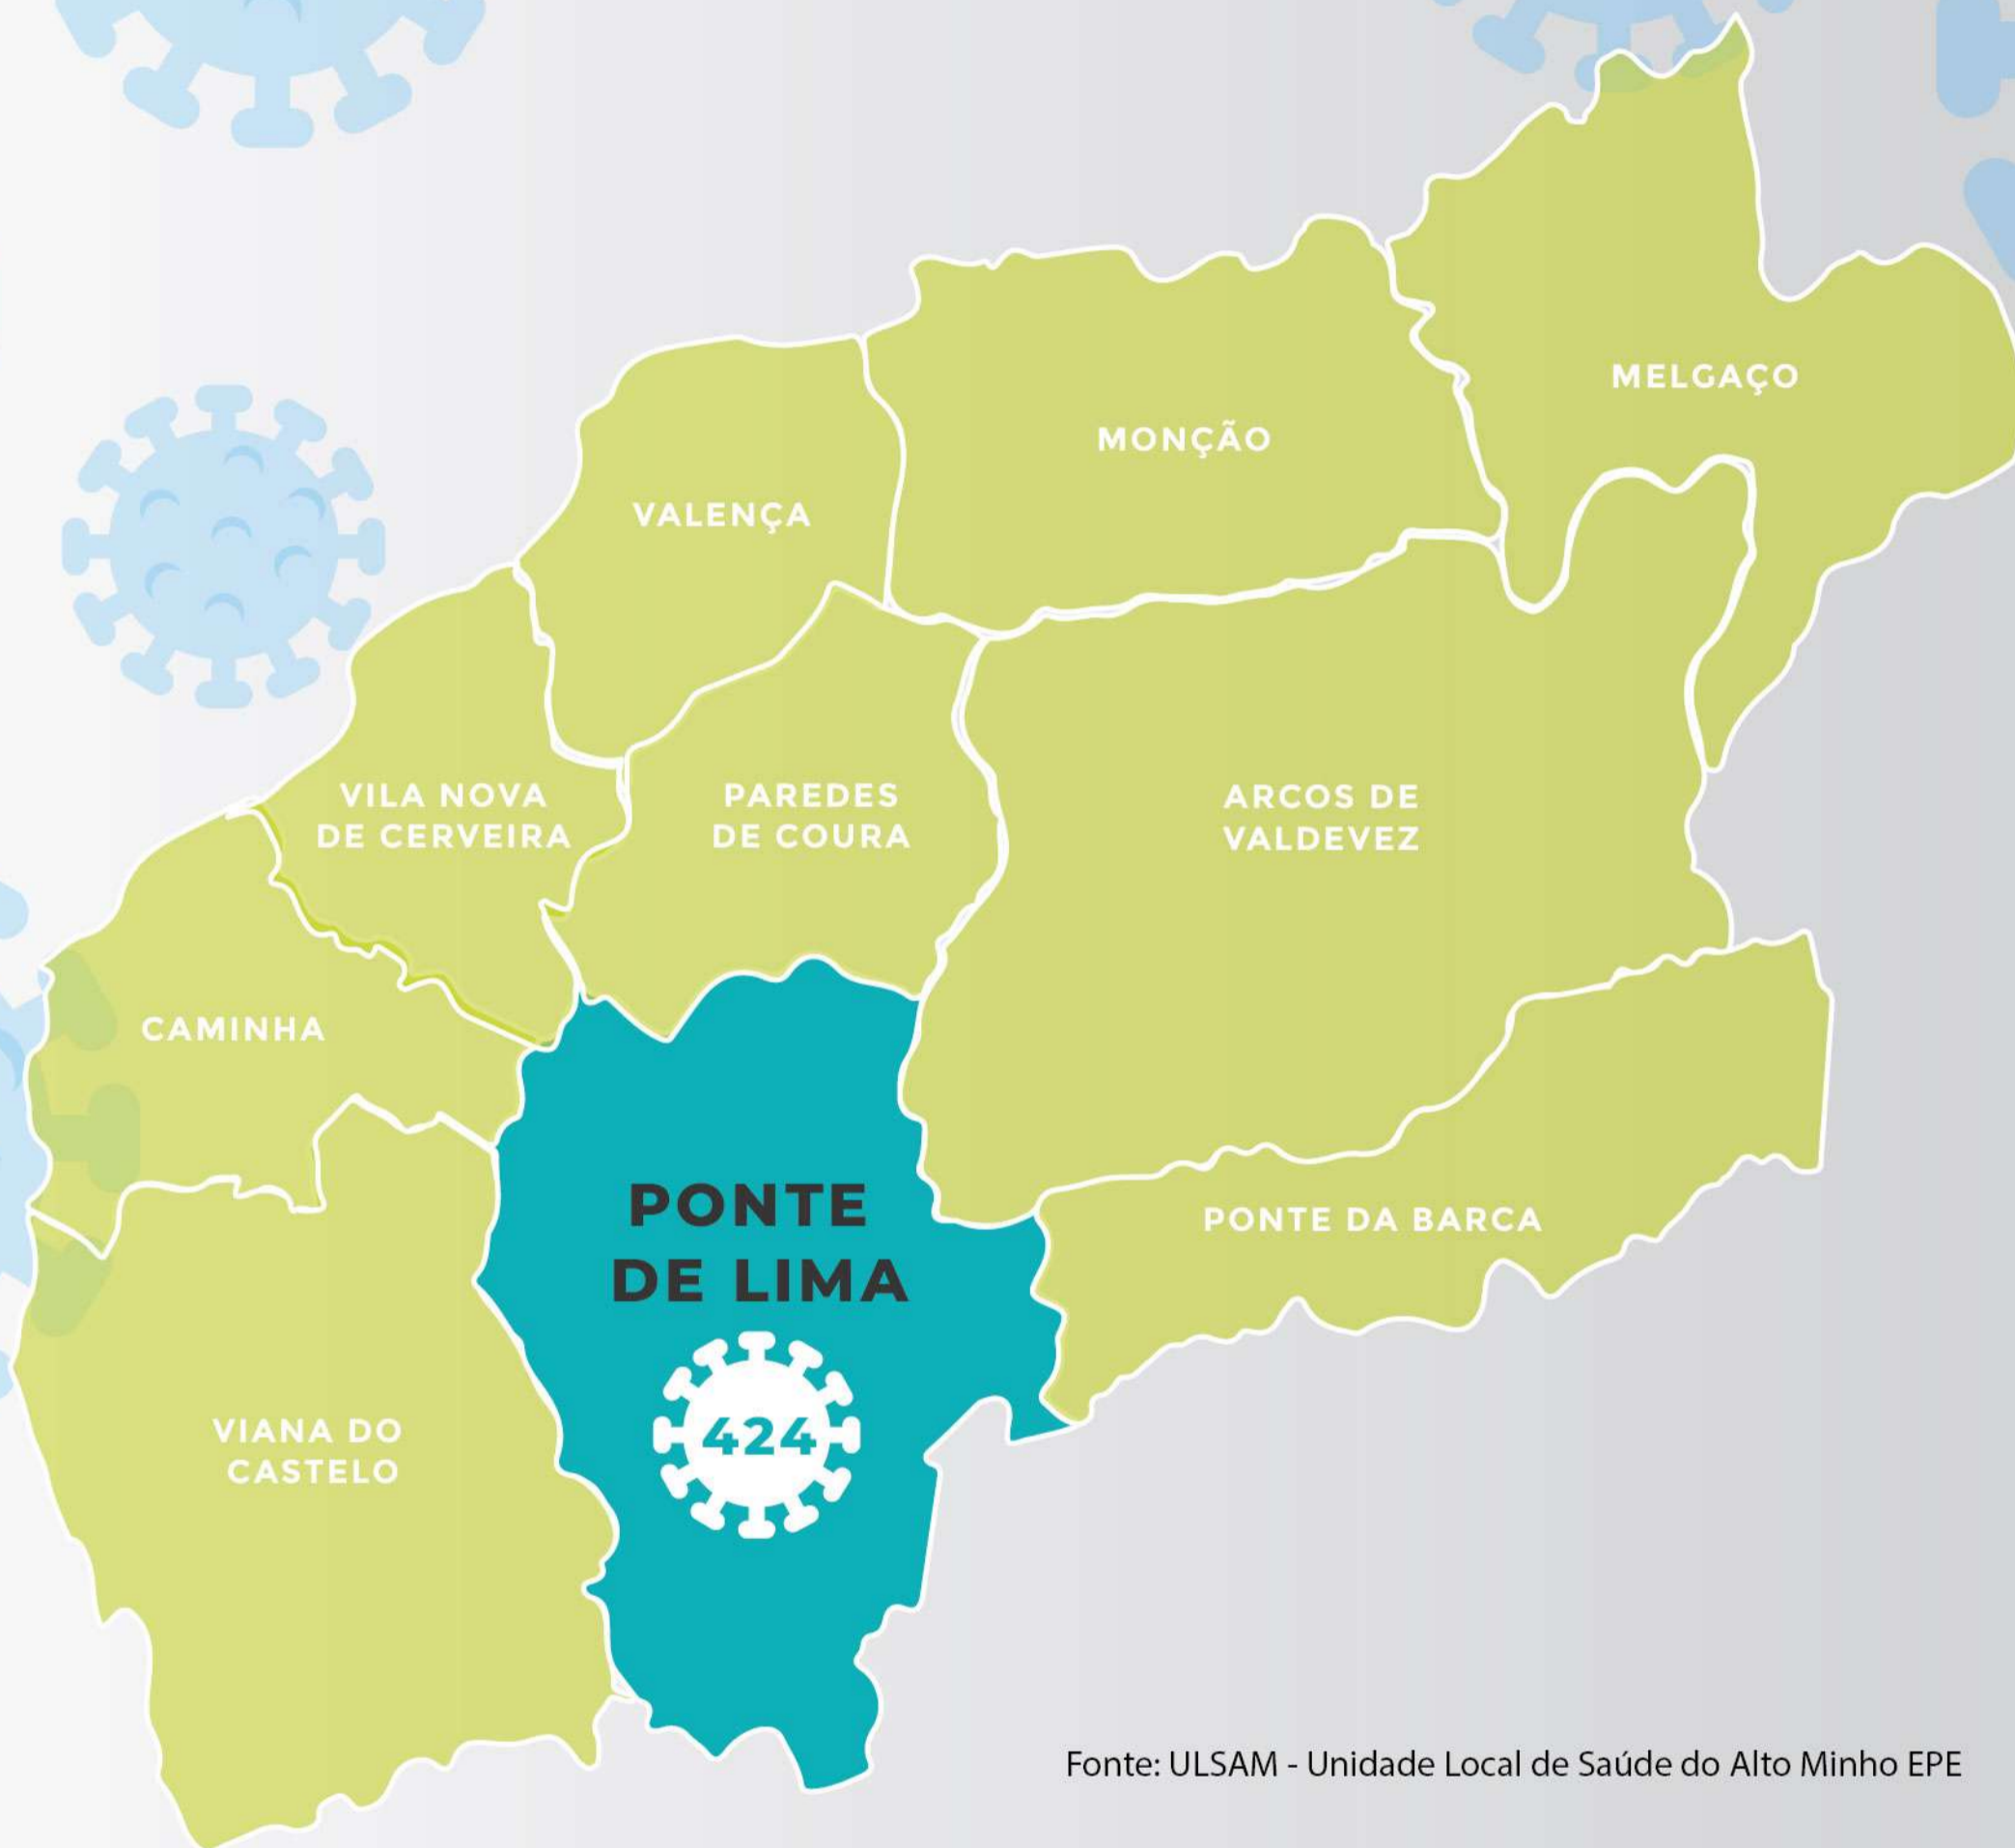 MELGAÇO
MONÇÃO
VALENÇA
VILA NOVA
DE CERVEIRA
PAREDES
DE COURA
ARCOS DE
VALDEVEZ
CAMINHA
PONTE
DE LIMA
424
PONTE DA BARCA
VIANA DO
CASTELO
Fonte: ULSAM - Unidade Local de Saúde do Alto Minho EPE